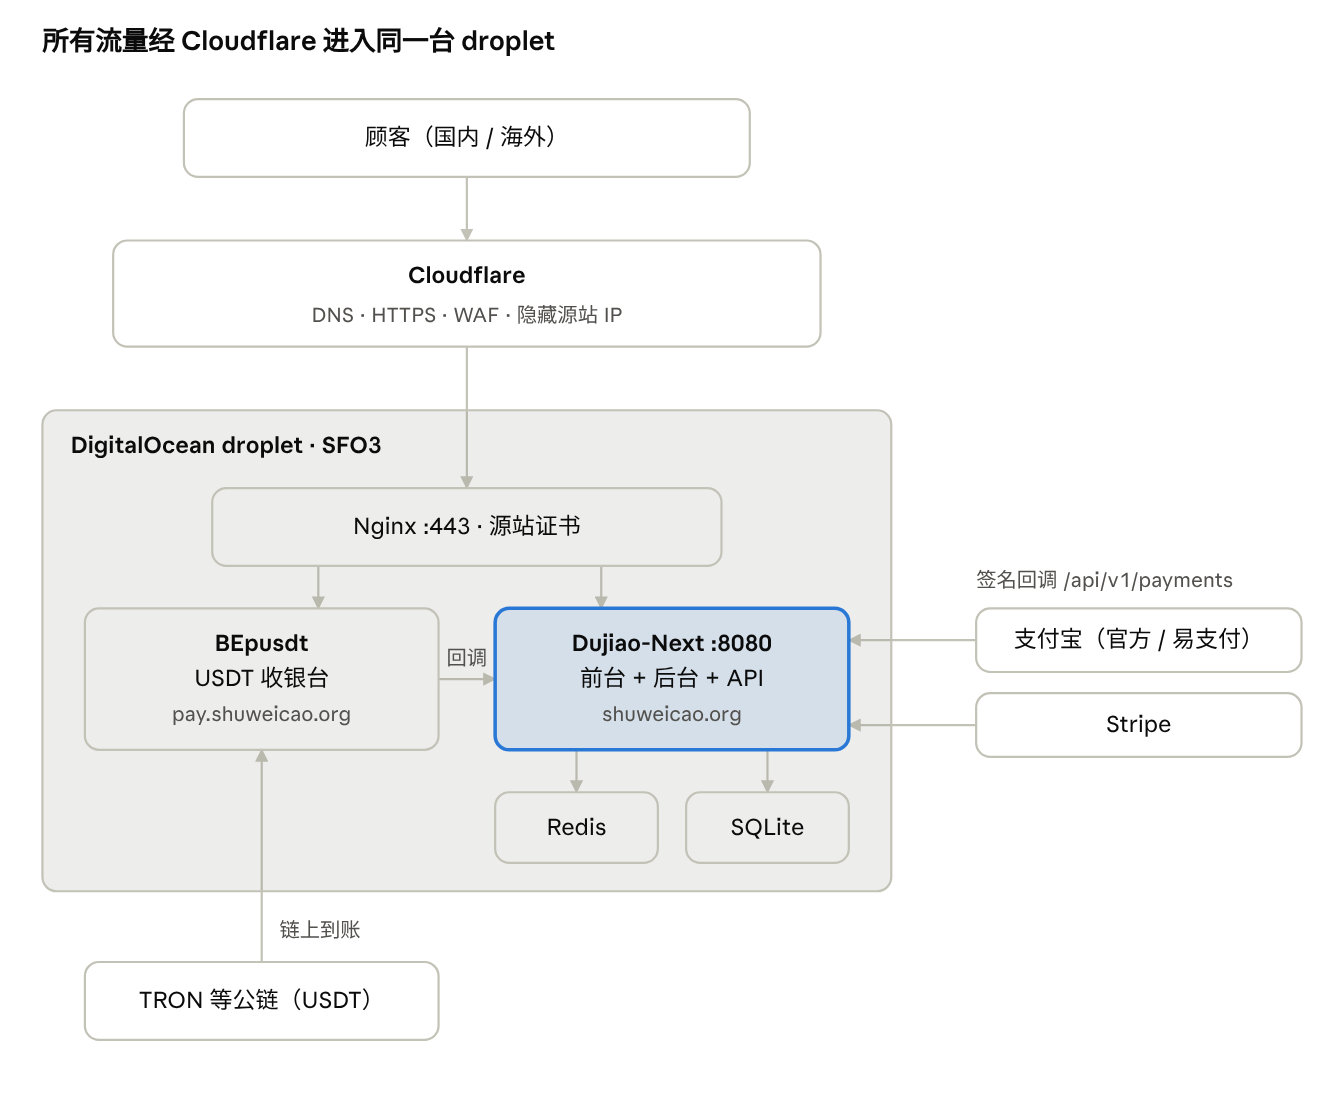 所有流量经 Cloudflare 进入同一台 droplet
顾客（国内 / 海外）
Cloudflare
DNS · HTTPS · WAF · 隐藏源站 IP
DigitalOcean droplet · SFO3
Nginx :443 · 源站证书
签名回调 /api/v1/payments
BEpusdt
USDT 收银台
pay.shuweicao.org
回调
Dujiao-Next :8080
前台 + 后台 + API
shuweicao.org
支付宝（官方 / 易支付）
Stripe
Redis
SQLite
链上到账
TRON 等公链（USDT）